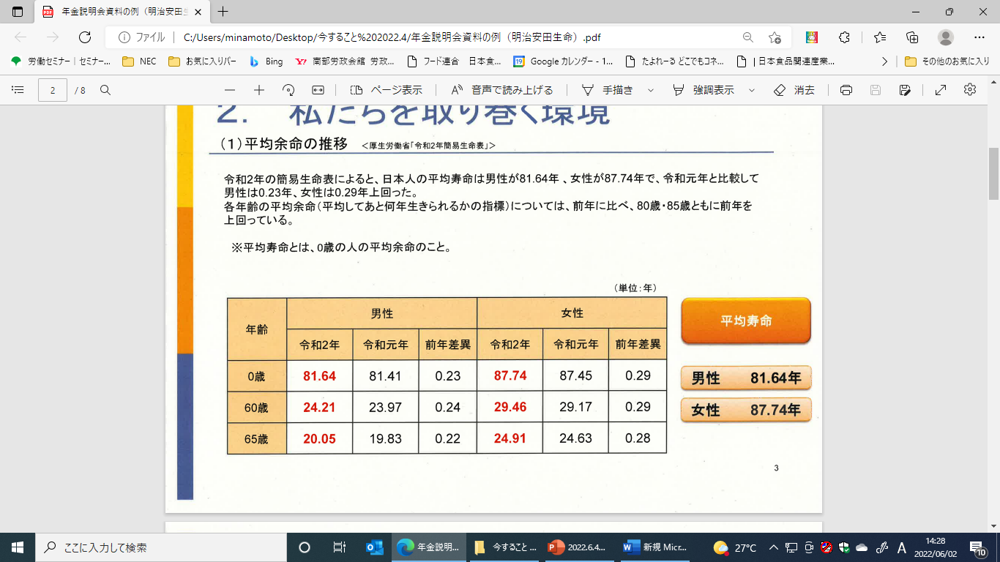 年金説明会資料の例（明治安田生
ファイル C:/Users/minamoto/Desktop/今すること%202022.4/年金説明会資料の例（明治安田生命）.pdf
労働セミナー｜セミナー... NEC お気に入りバー Bing 南部労政会館 労政... フード連合 日本食... Google カレンダー - 1... たよれーる どこでもコネ... | 日本食品関連産業... その他のお気に入り
2 / 8 ページ表示 音声で読み上げる 手描き 強調表示 消去
2. 私たちを取り巻く環境
（1）平均余命の推移 ＜厚生労働省「令和2年簡易生命表」＞
令和2年の簡易生命表によると、日本人の平均寿命は男性が81.64年 、女性が87.74年で、令和元年と比較して
男性は0.23年、女性は0.29年上回った。
各年齢の平均余命（平均してあと何年生きられるかの指標）については、前年に比べ、80歳・85歳ともに前年を
上回っている。
※平均寿命とは、0歳の人の平均余命のこと。
（単位：年）
年齢 男性 女性
令和2年 令和元年 前年差異 令和2年 令和元年 前年差異
0歳 81.64 81.41 0.23 87.74 87.45 0.29
60歳 24.21 23.97 0.24 29.46 29.17 0.29
65歳 20.05 19.83 0.22 24.91 24.63 0.28
平均寿命
男性 81.64年
女性 87.74年
3
ここに入力して検索 年金説明... 今すること ... 2022.6.4... 新規 Micr... 27°C A 14:28
2022/06/02 10